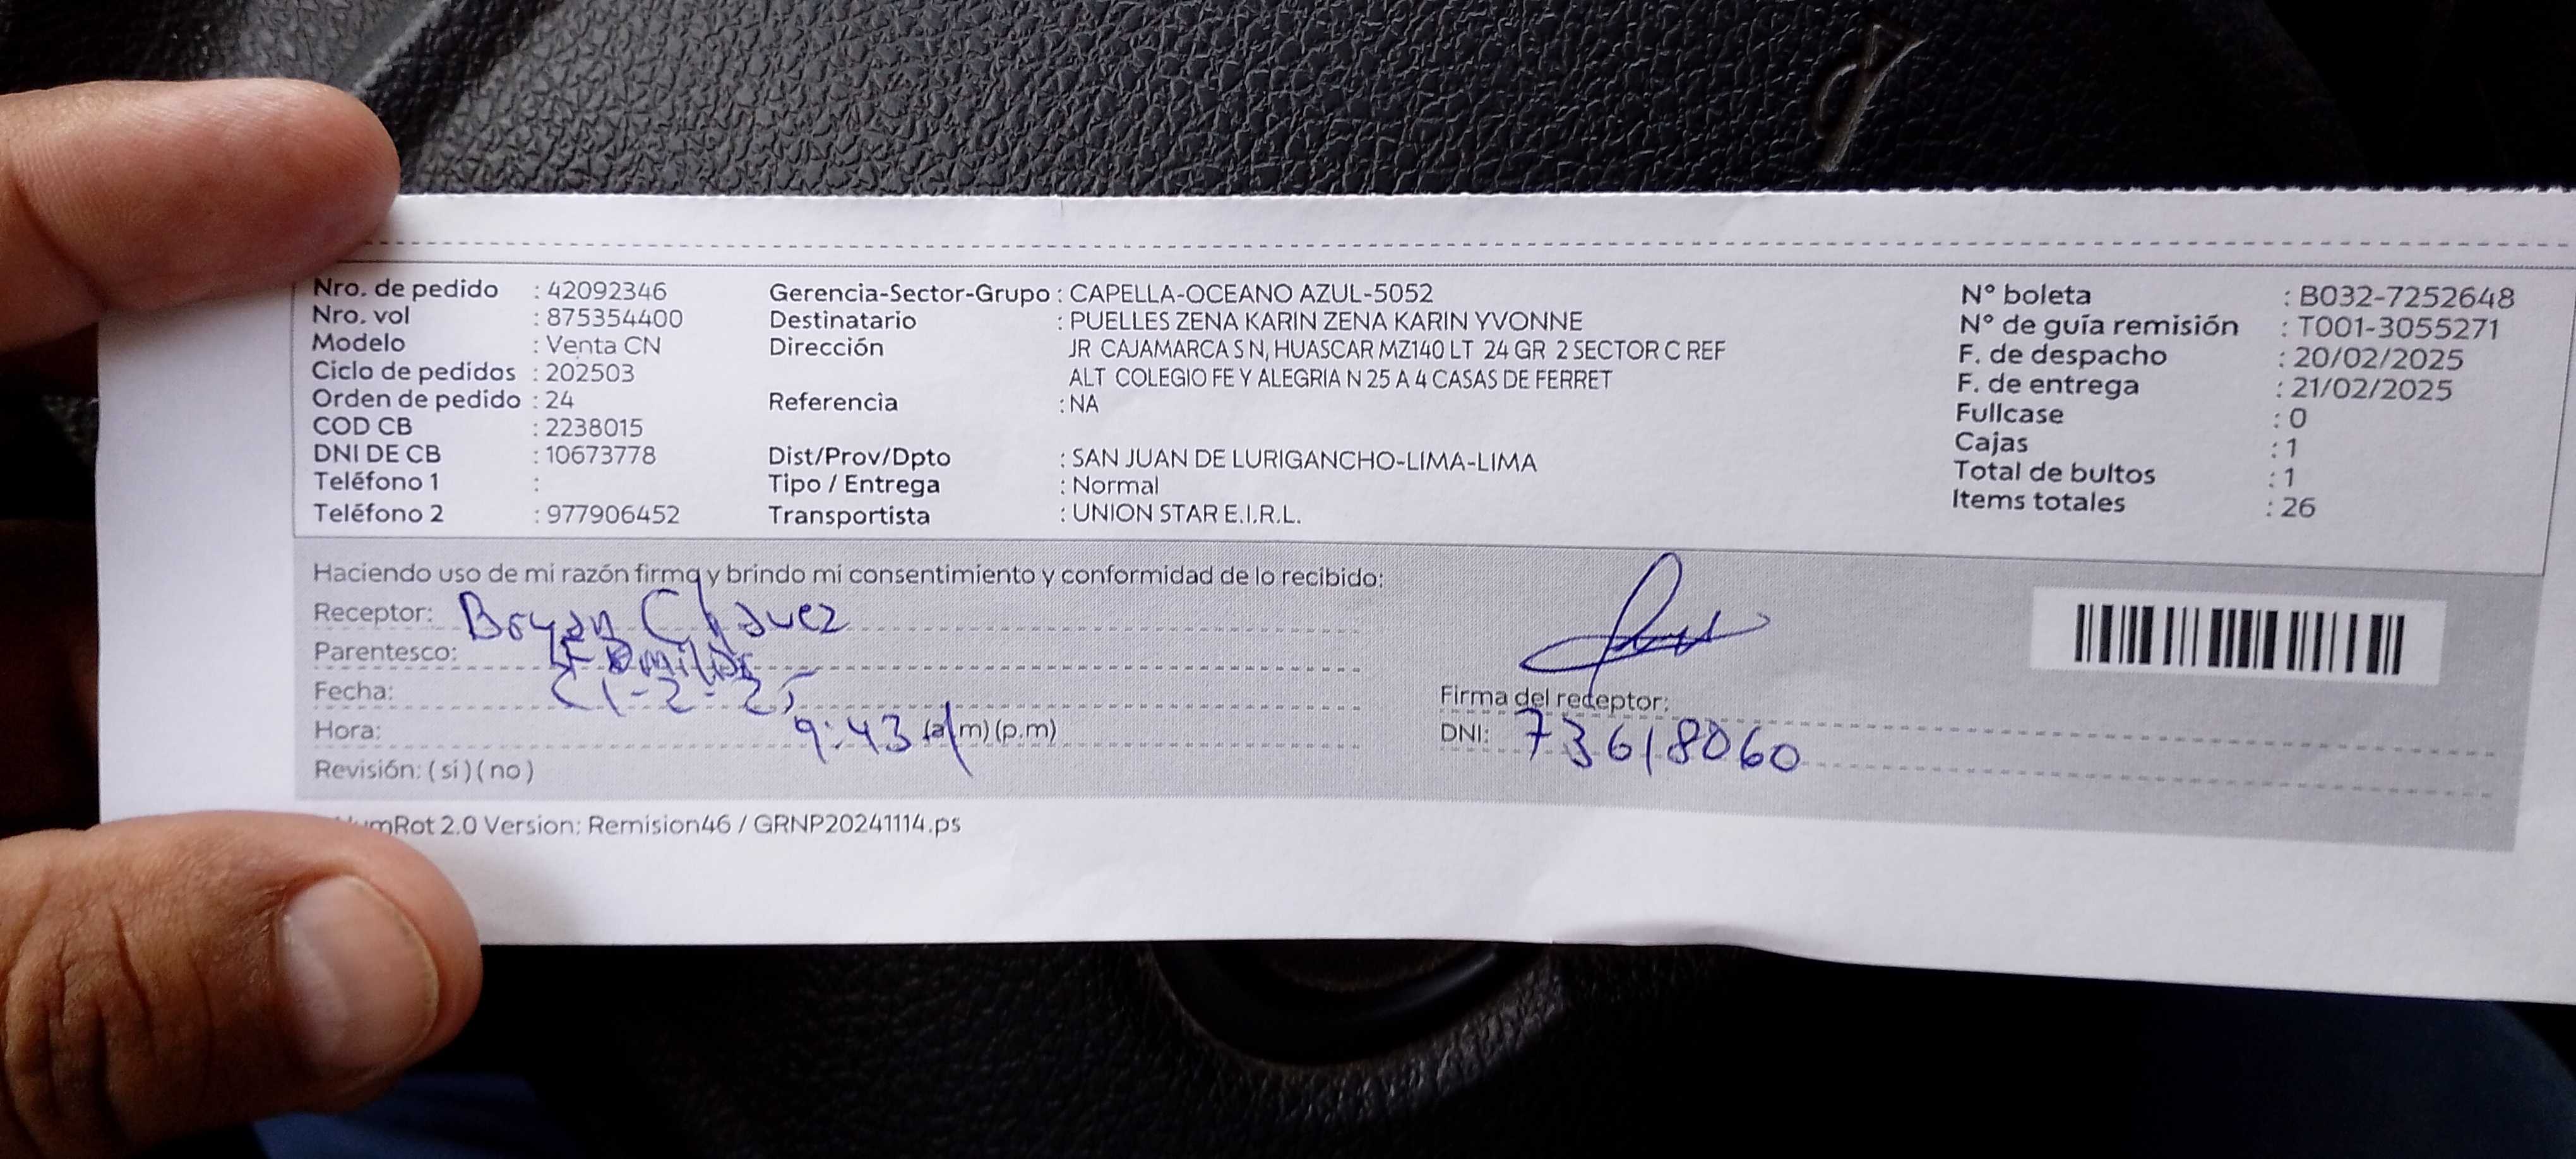 Nro. de pedido : 42092346 Gerencia-Sector-Grupo : CAPELLA-OCEANO AZUL-5052 N° boleta : B032-7252648
Nro. vol : 875354400 Destinatario : PUELLES ZENA KARIN ZENA KARIN YVONNE N° de guía remisión : T001-3055271
Modelo : Venta CN Dirección JR CAJAMARCA S N, HUASCAR MZ140 LT 24 GR 2 SECTOR C REF F. de despacho : 20/02/2025
Ciclo de pedidos : 202503 ALT COLEGIO FE Y ALEGRIA N 25 A 4 CASAS DE FERRET F. de entrega : 21/02/2025
Orden de pedido : 24 Referencia : NA Fullcase : 0
COD CB : 2238015 Cajas : 1
DNI DE CB : 10673778 Dist/Prov/Dpto : SAN JUAN DE LURIGANCHO-LIMA-LIMA Total de bultos : 1
Teléfono 1 : Tipo / Entrega : Normal Items totales : 26
Teléfono 2 : 977906452 Transportista : UNION STAR E.I.R.L.
Haciendo uso de mi razón firmo y brindo mi consentimiento y conformidad de lo recibido:
Receptor: Bryan Chavez
Parentesco:
Fecha: 21-2-25 Firma del receptor:
Hora: 9:43 (a.m) (p.m) DNI: 73618060
Revisión: ( si ) ( no )
2.0 Version: Remision46 / GRNP20241114.ps